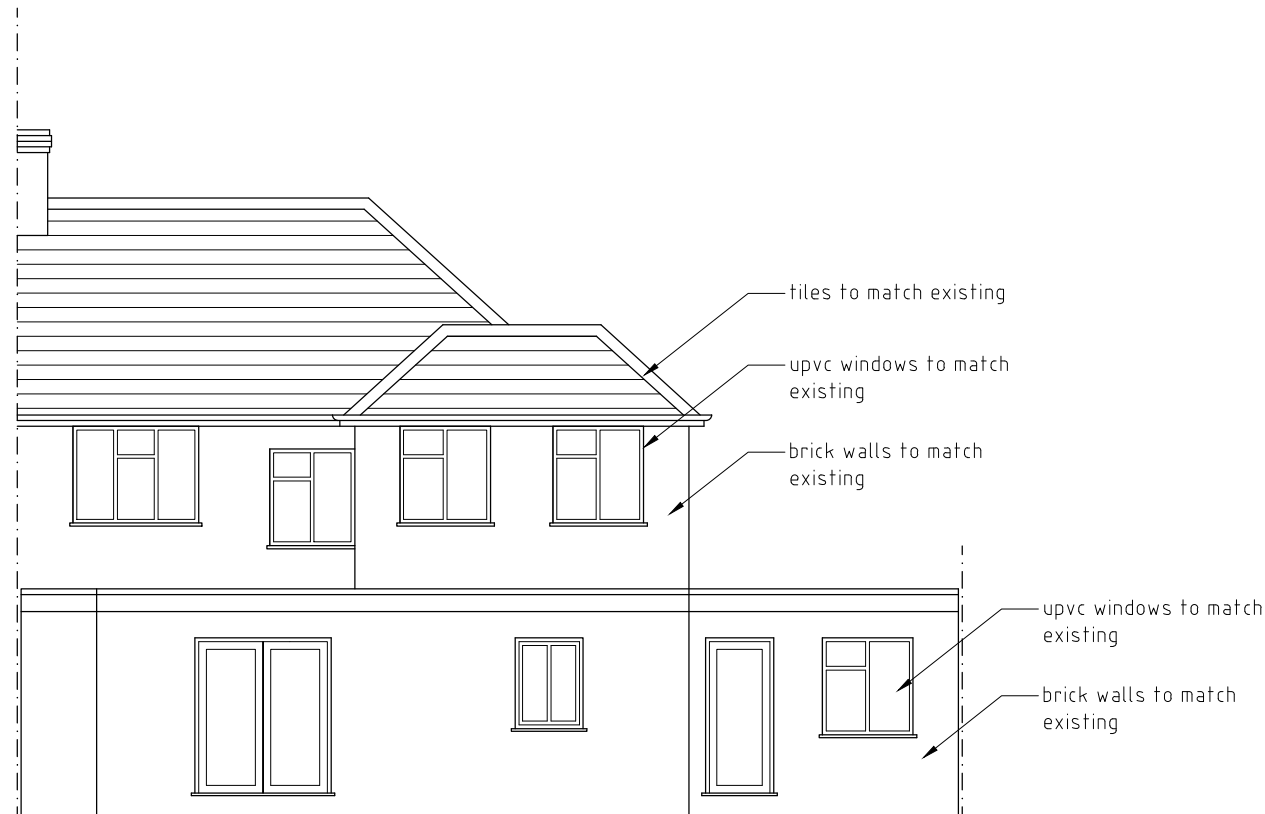 tiles to match existing
upvc windows to match
existing
brick walls to match
existing
upvc windows to match
existing
brick walls to match
existing